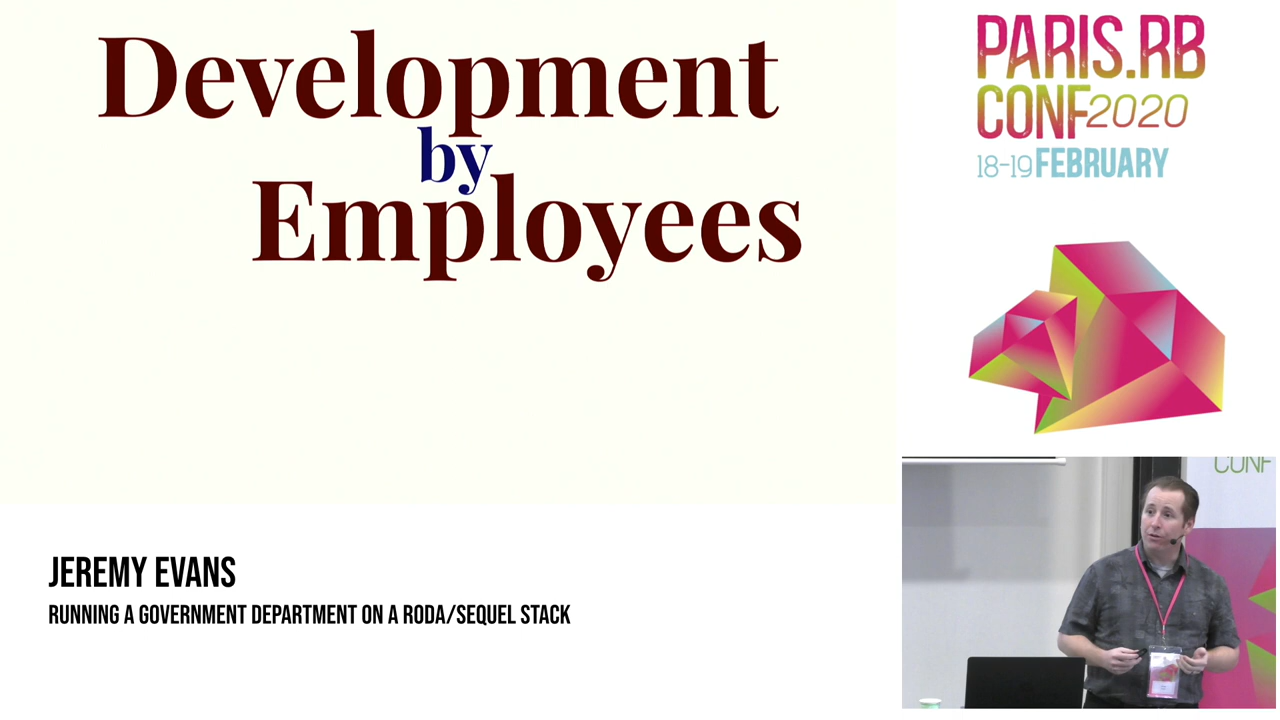 Development
by
Employees
PARIS.RB
CONF2020
18-19 FEBRUARY
CONF
JEREMY EVANS
RUNNING A GOVERNMENT DEPARTMENT ON A RODA/SEQUEL STACK